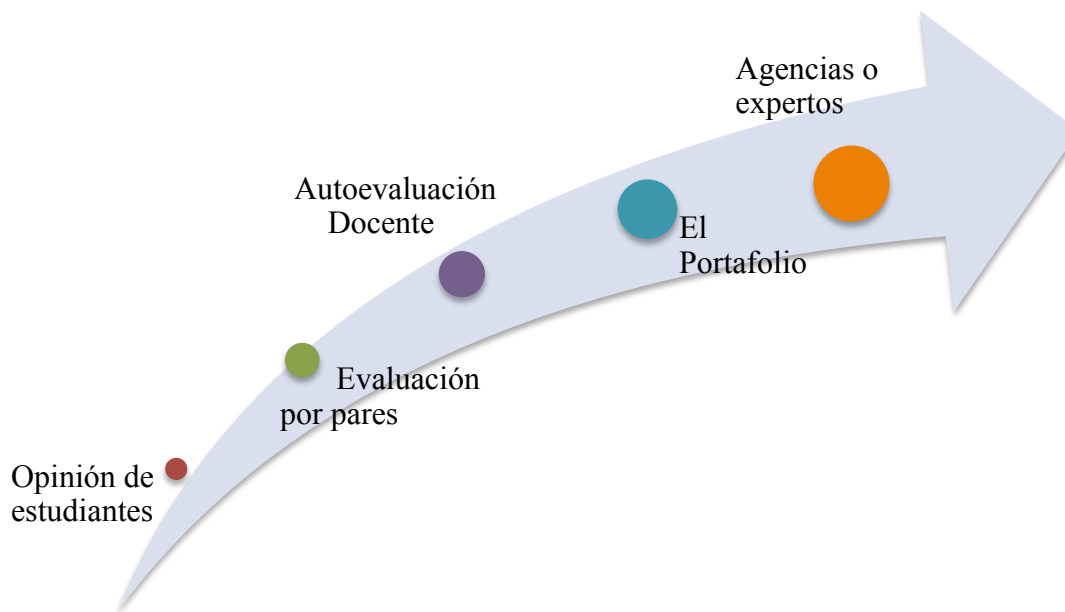 Opinión de
estudiantes
Evaluación
por pares
Autoevaluación
Docente
El
Portafolio
Agencias o
expertos